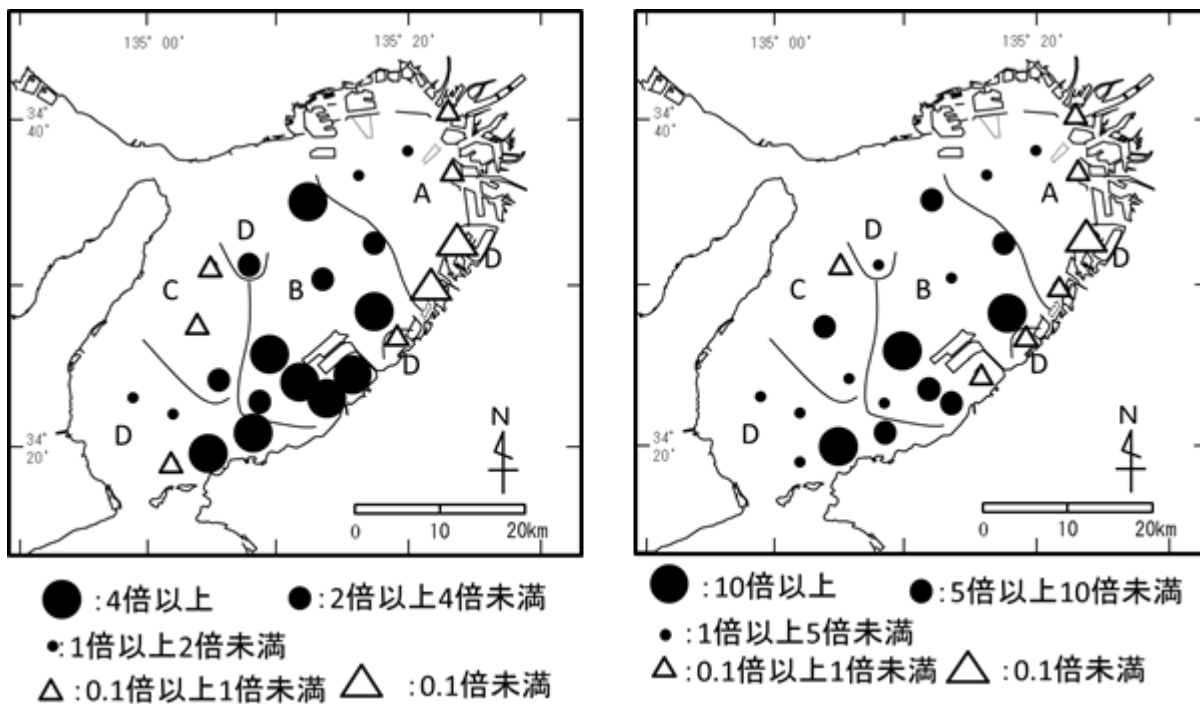 135° 00′
135° 20′
34°
40′
A
D
D
C
B
D
D
N
34°
20′
0
10
20km
●:4倍以上
●:2倍以上4倍未満
●:1倍以上2倍未満
△:0.1倍以上1倍未満
△:0.1倍未満
135° 00′
135° 20′
34°
40′
A
D
D
C
B
D
D
N
34°
20′
0
10
20km
●:10倍以上
●:5倍以上10倍未満
●:1倍以上5倍未満
△:0.1倍以上1倍未満
△:0.1倍未満